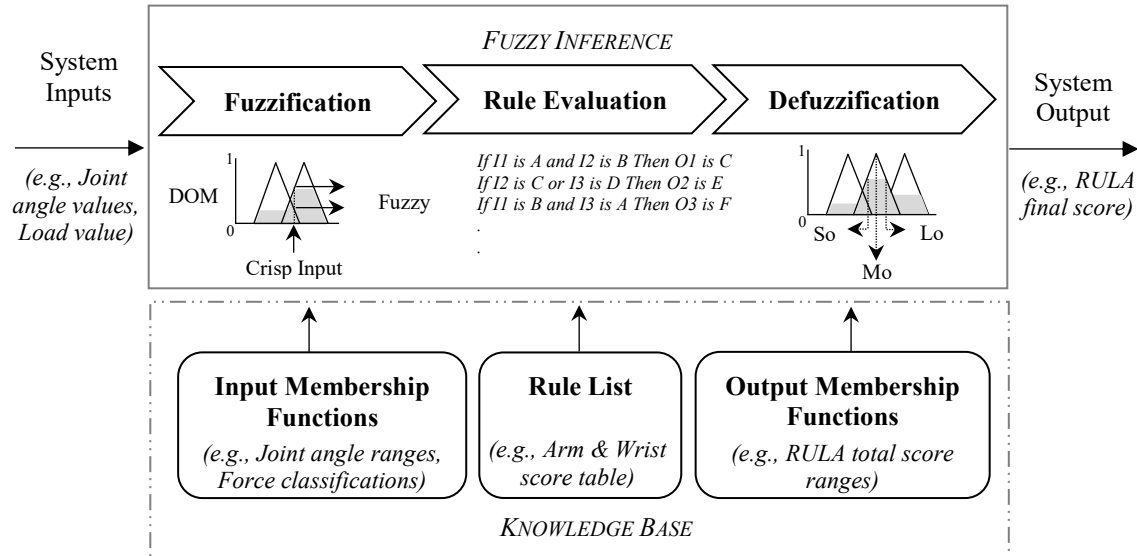 FUZZY INFERENCE
System
Inputs
(e.g., Joint
angle values,
Load value)
Fuzzification
Rule Evaluation
Defuzzification
System
Output
(e.g., RULA
final score)
1
DOM
0
Fuzzy
Crisp Input
If I1 is A and I2 is B Then O1 is C
If I2 is C or I3 is D Then O2 is E
If I1 is B and I3 is A Then O3 is F
.
.
1
0
So
Lo
Mo
Input Membership
Functions
(e.g., Joint angle ranges,
Force classifications)
Rule List
(e.g., Arm & Wrist
score table)
Output Membership
Functions
(e.g., RULA total score
ranges)
KNOWLEDGE BASE